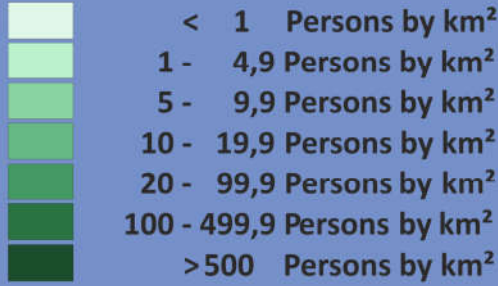 < 1 Persons by km²
1 - 4,9 Persons by km²
5 - 9,9 Persons by km²
10 - 19,9 Persons by km²
20 - 99,9 Persons by km²
100 - 499,9 Persons by km²
>500 Persons by km²